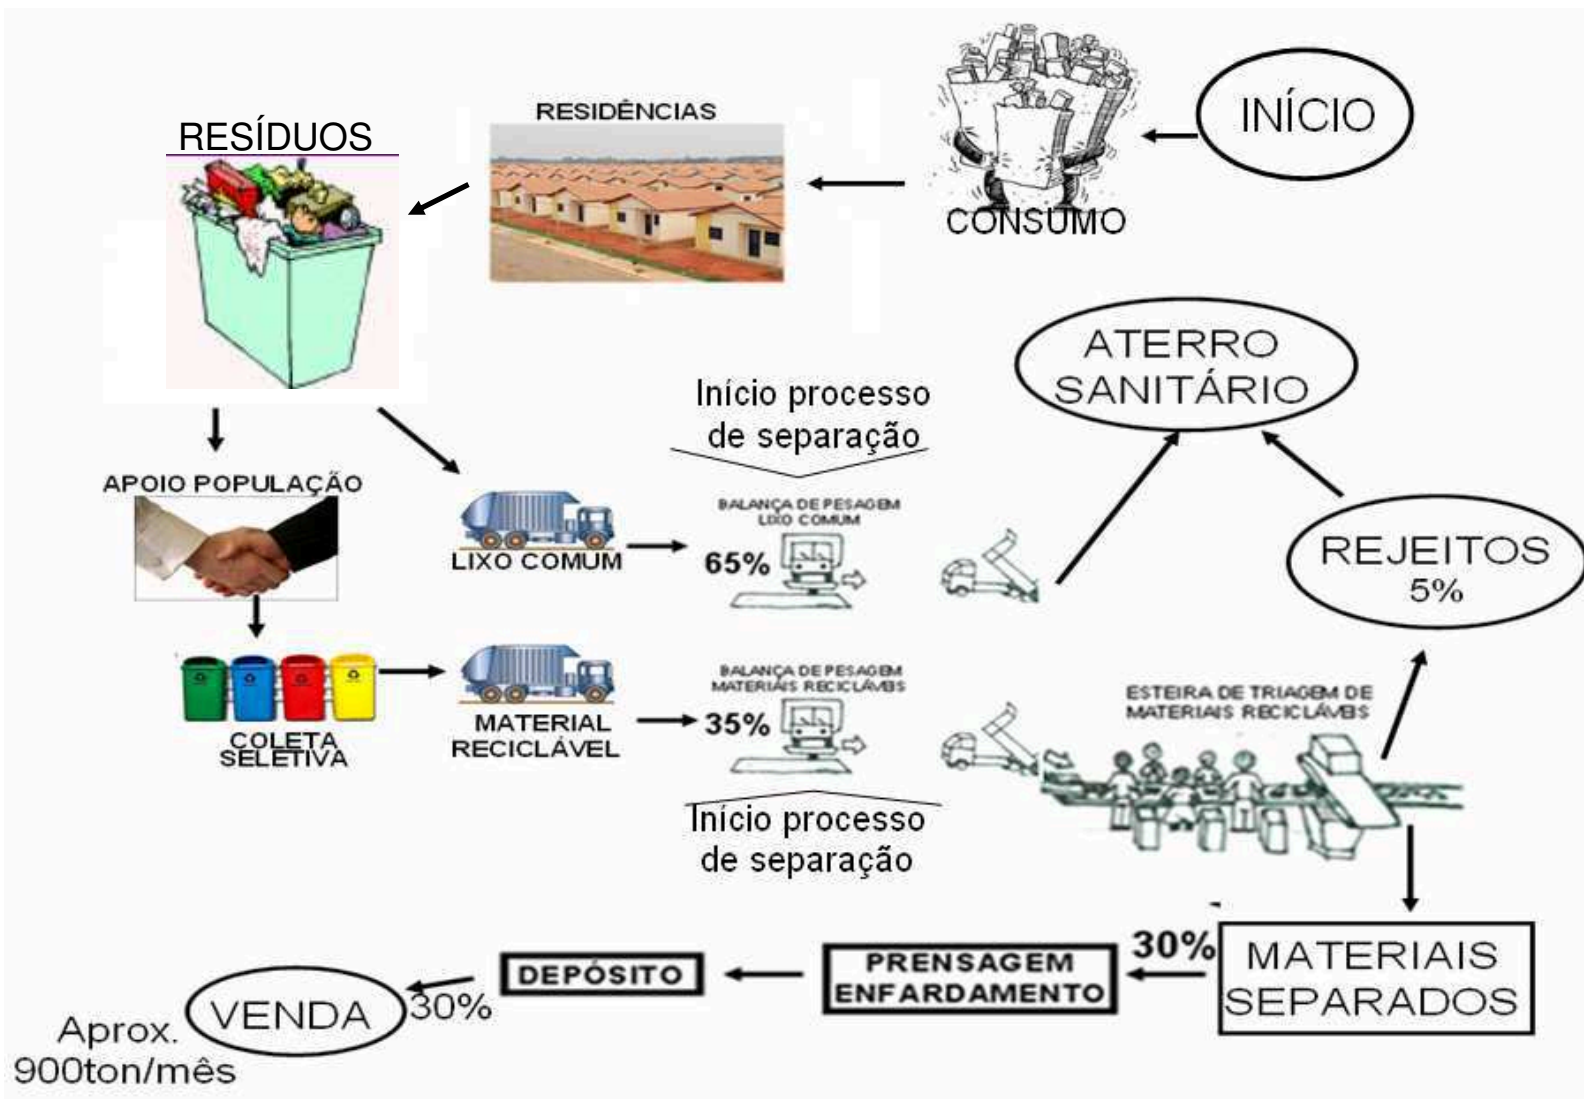 INÍCIO
CONSUMO
RESIDÊNCIAS
RESÍDUOS
APOIO POPULAÇÃO
COLETA
SELETIVA
LIXO COMUM
MATERIAL
RECICLÁVEL
Início processo
de separação
BALANÇA DE PESAGEM
LIXO COMUM
65%
BALANÇA DE PESAGEM
MATERIAIS RECICLÁVEIS
35%
Início processo
de separação
ATERRO
SANITÁRIO
REJEITOS
5%
ESTEIRA DE TRIAGEM DE
MATERIAIS RECICLÁVEIS
MATERIAIS
SEPARADOS
30%
PRENSAGEM
ENFARDAMENTO
DEPÓSITO
30%
VENDA
Aprox.
900ton/mês